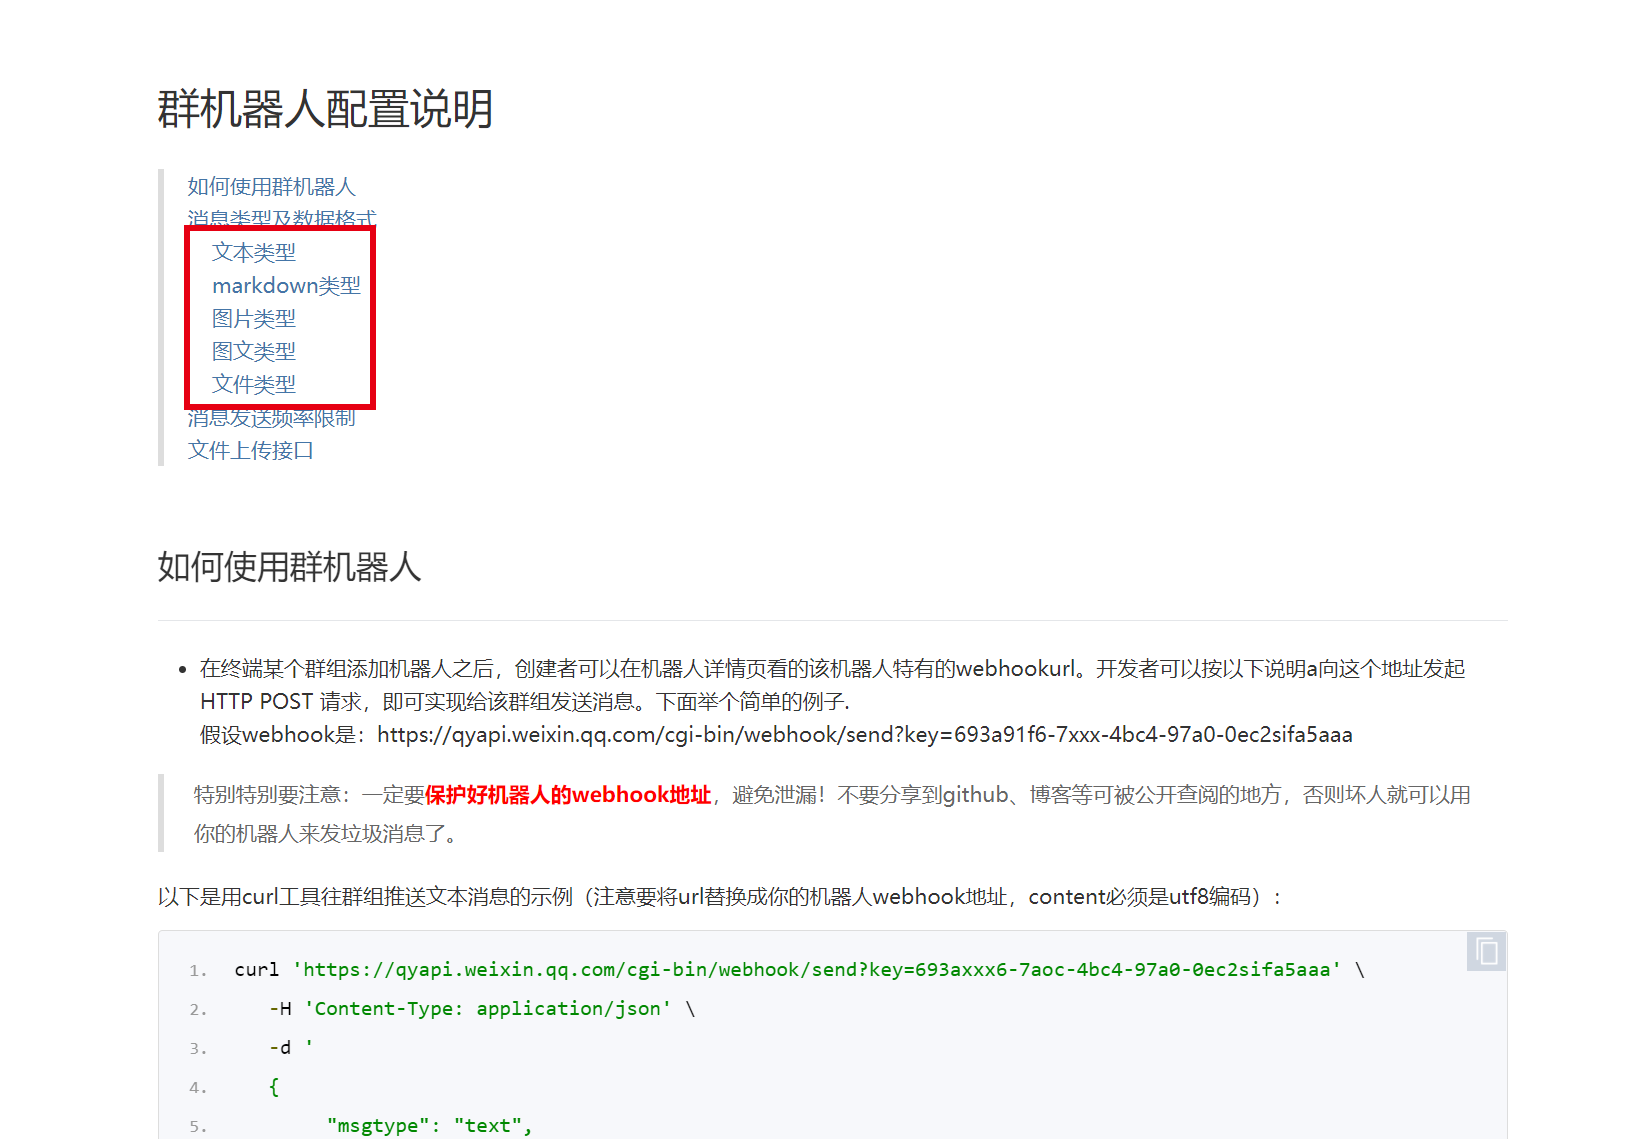 群机器人配置说明
如何使用群机器人
消息类型及数据格式
文本类型
markdown类型
图片类型
图文类型
文件类型
消息发送频率限制
文件上传接口
如何使用群机器人
在终端某个群组添加机器人之后，创建者可以在机器人详情页看的该机器人特有的webhookurl。开发者可以按以下说明a向这个地址发起
HTTP POST 请求，即可实现给该群组发送消息。下面举个简单的例子.
假设webhook是：https://qyapi.weixin.qq.com/cgi-bin/webhook/send?key=693a91f6-7xxx-4bc4-97a0-0ec2sifa5aaa
特别特别要注意：一定要保护好机器人的webhook地址，避免泄漏！不要分享到github、博客等可被公开查阅的地方，否则坏人就可以用
你的机器人来发垃圾消息了。
以下是用curl工具往群组推送文本消息的示例（注意要将url替换成你的机器人webhook地址，content必须是utf8编码）：
1. curl 'https://qyapi.weixin.qq.com/cgi-bin/webhook/send?key=693axxx6-7aoc-4bc4-97a0-0ec2sifa5aaa' \
2. -H 'Content-Type: application/json' \
3. -d '
4. {
5. "msgtype": "text",